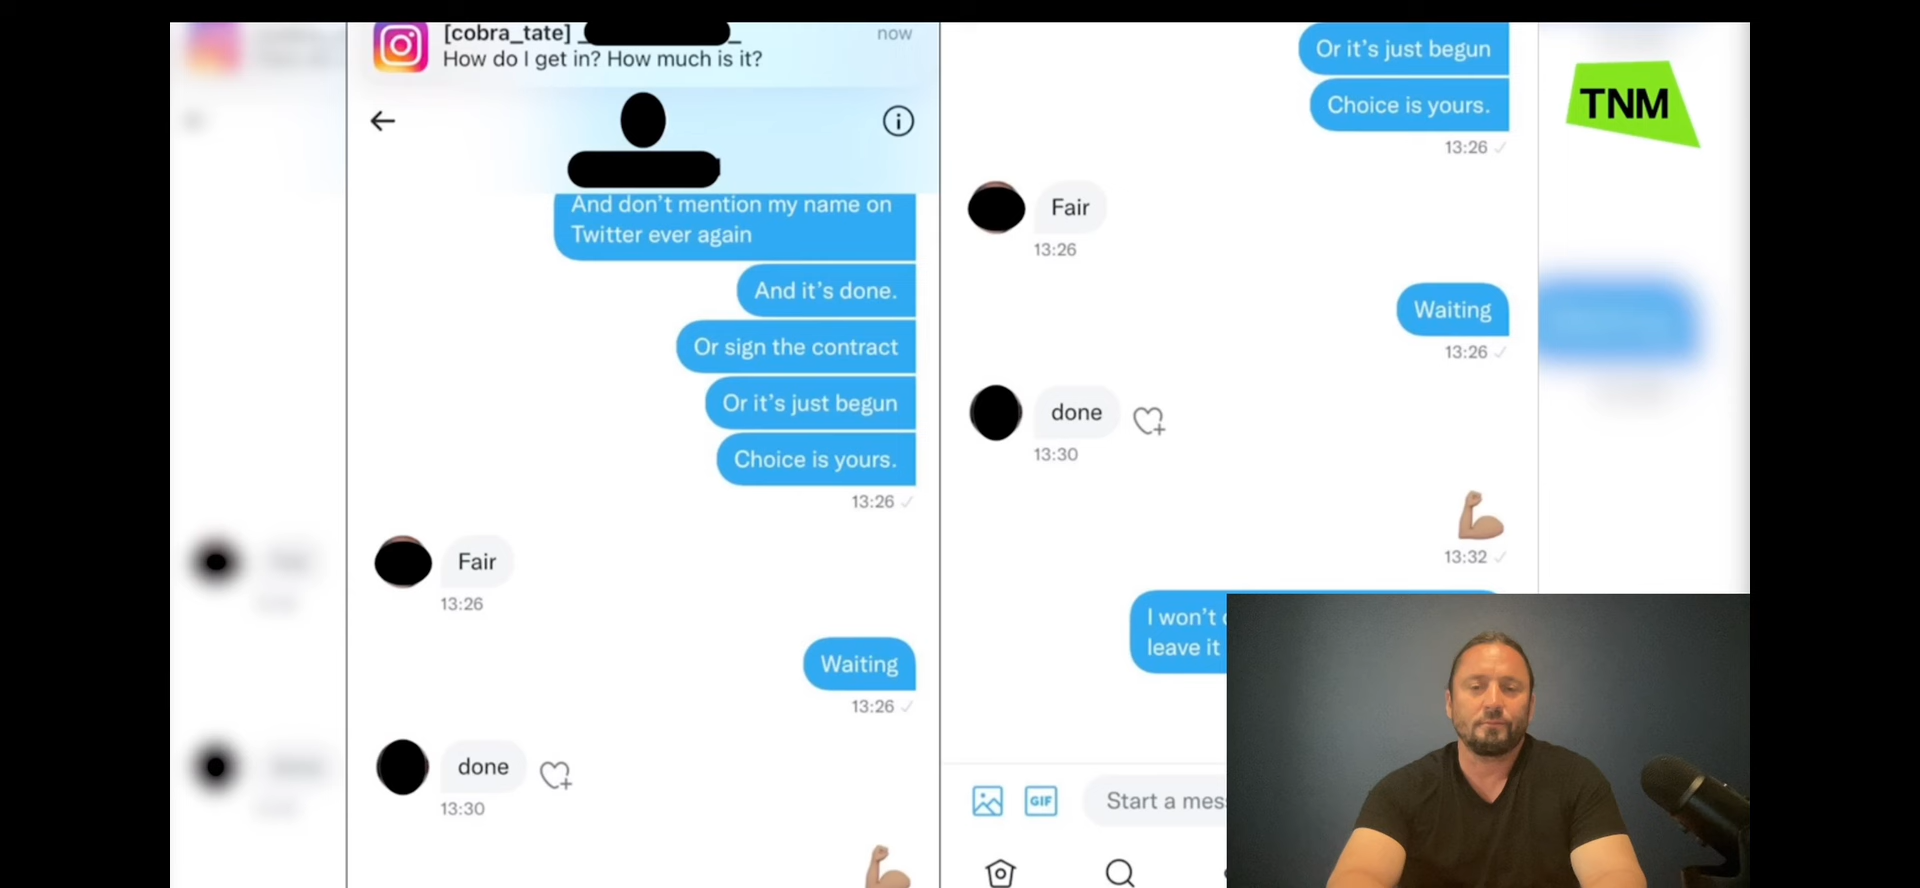 [cobra_tate]
now
How do I get in? How much is it?
And don't mention my name on
Twitter ever again
And it's done.
Or sign the contract
Or it's just begun
Choice is yours.
13:26
Fair
13:26
Waiting
13:26
done
13:30
Or it's just begun
Choice is yours.
13:26
Fair
13:26
Waiting
13:26
done
13:30
13:32
I won't
leave it
GIF
Start a mes
TNM